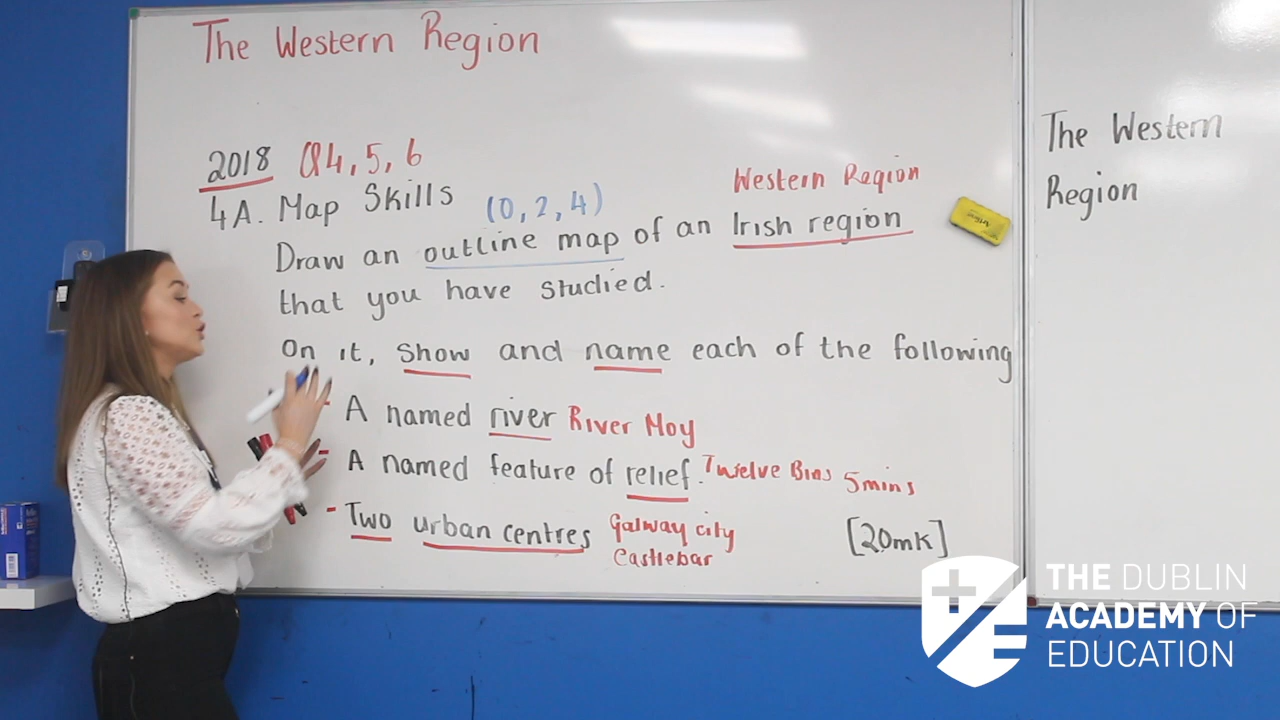 The Western Region
2018 Q4, 5, 6
4A. Map Skills (0, 2, 4)
Western Region
Draw an outline map of an Irish region
that you have studied.
On it, show and name each of the following
- A named river River Moy
- A named feature of relief. Twelve Bins 5mins
- Two urban centres Galway city
Castlebar
[20mk]
The Western
Region
THE DUBLIN
ACADEMY OF
EDUCATION